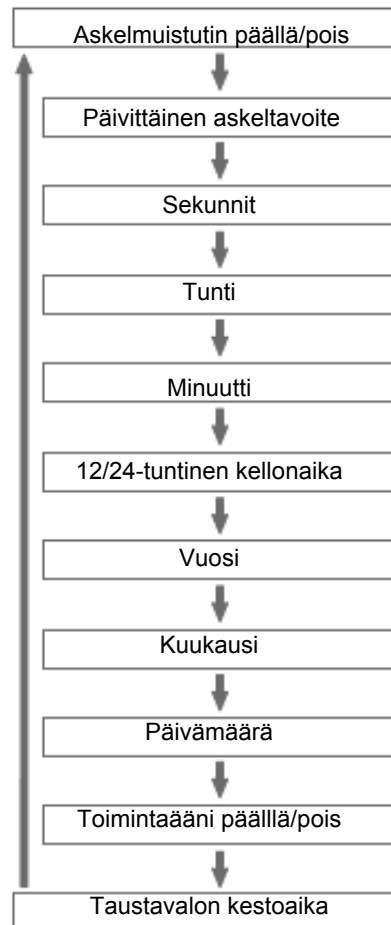 Askelmuistutin päällä/pois
Päivittäinen askeltavoite
Sekunnit
Tunti
Minuutti
12/24-tuntinen kellonaika
Vuosi
Kuukausi
Päivämäärä
Toimintaääni päälllä/pois
Taustavalon kestoaika